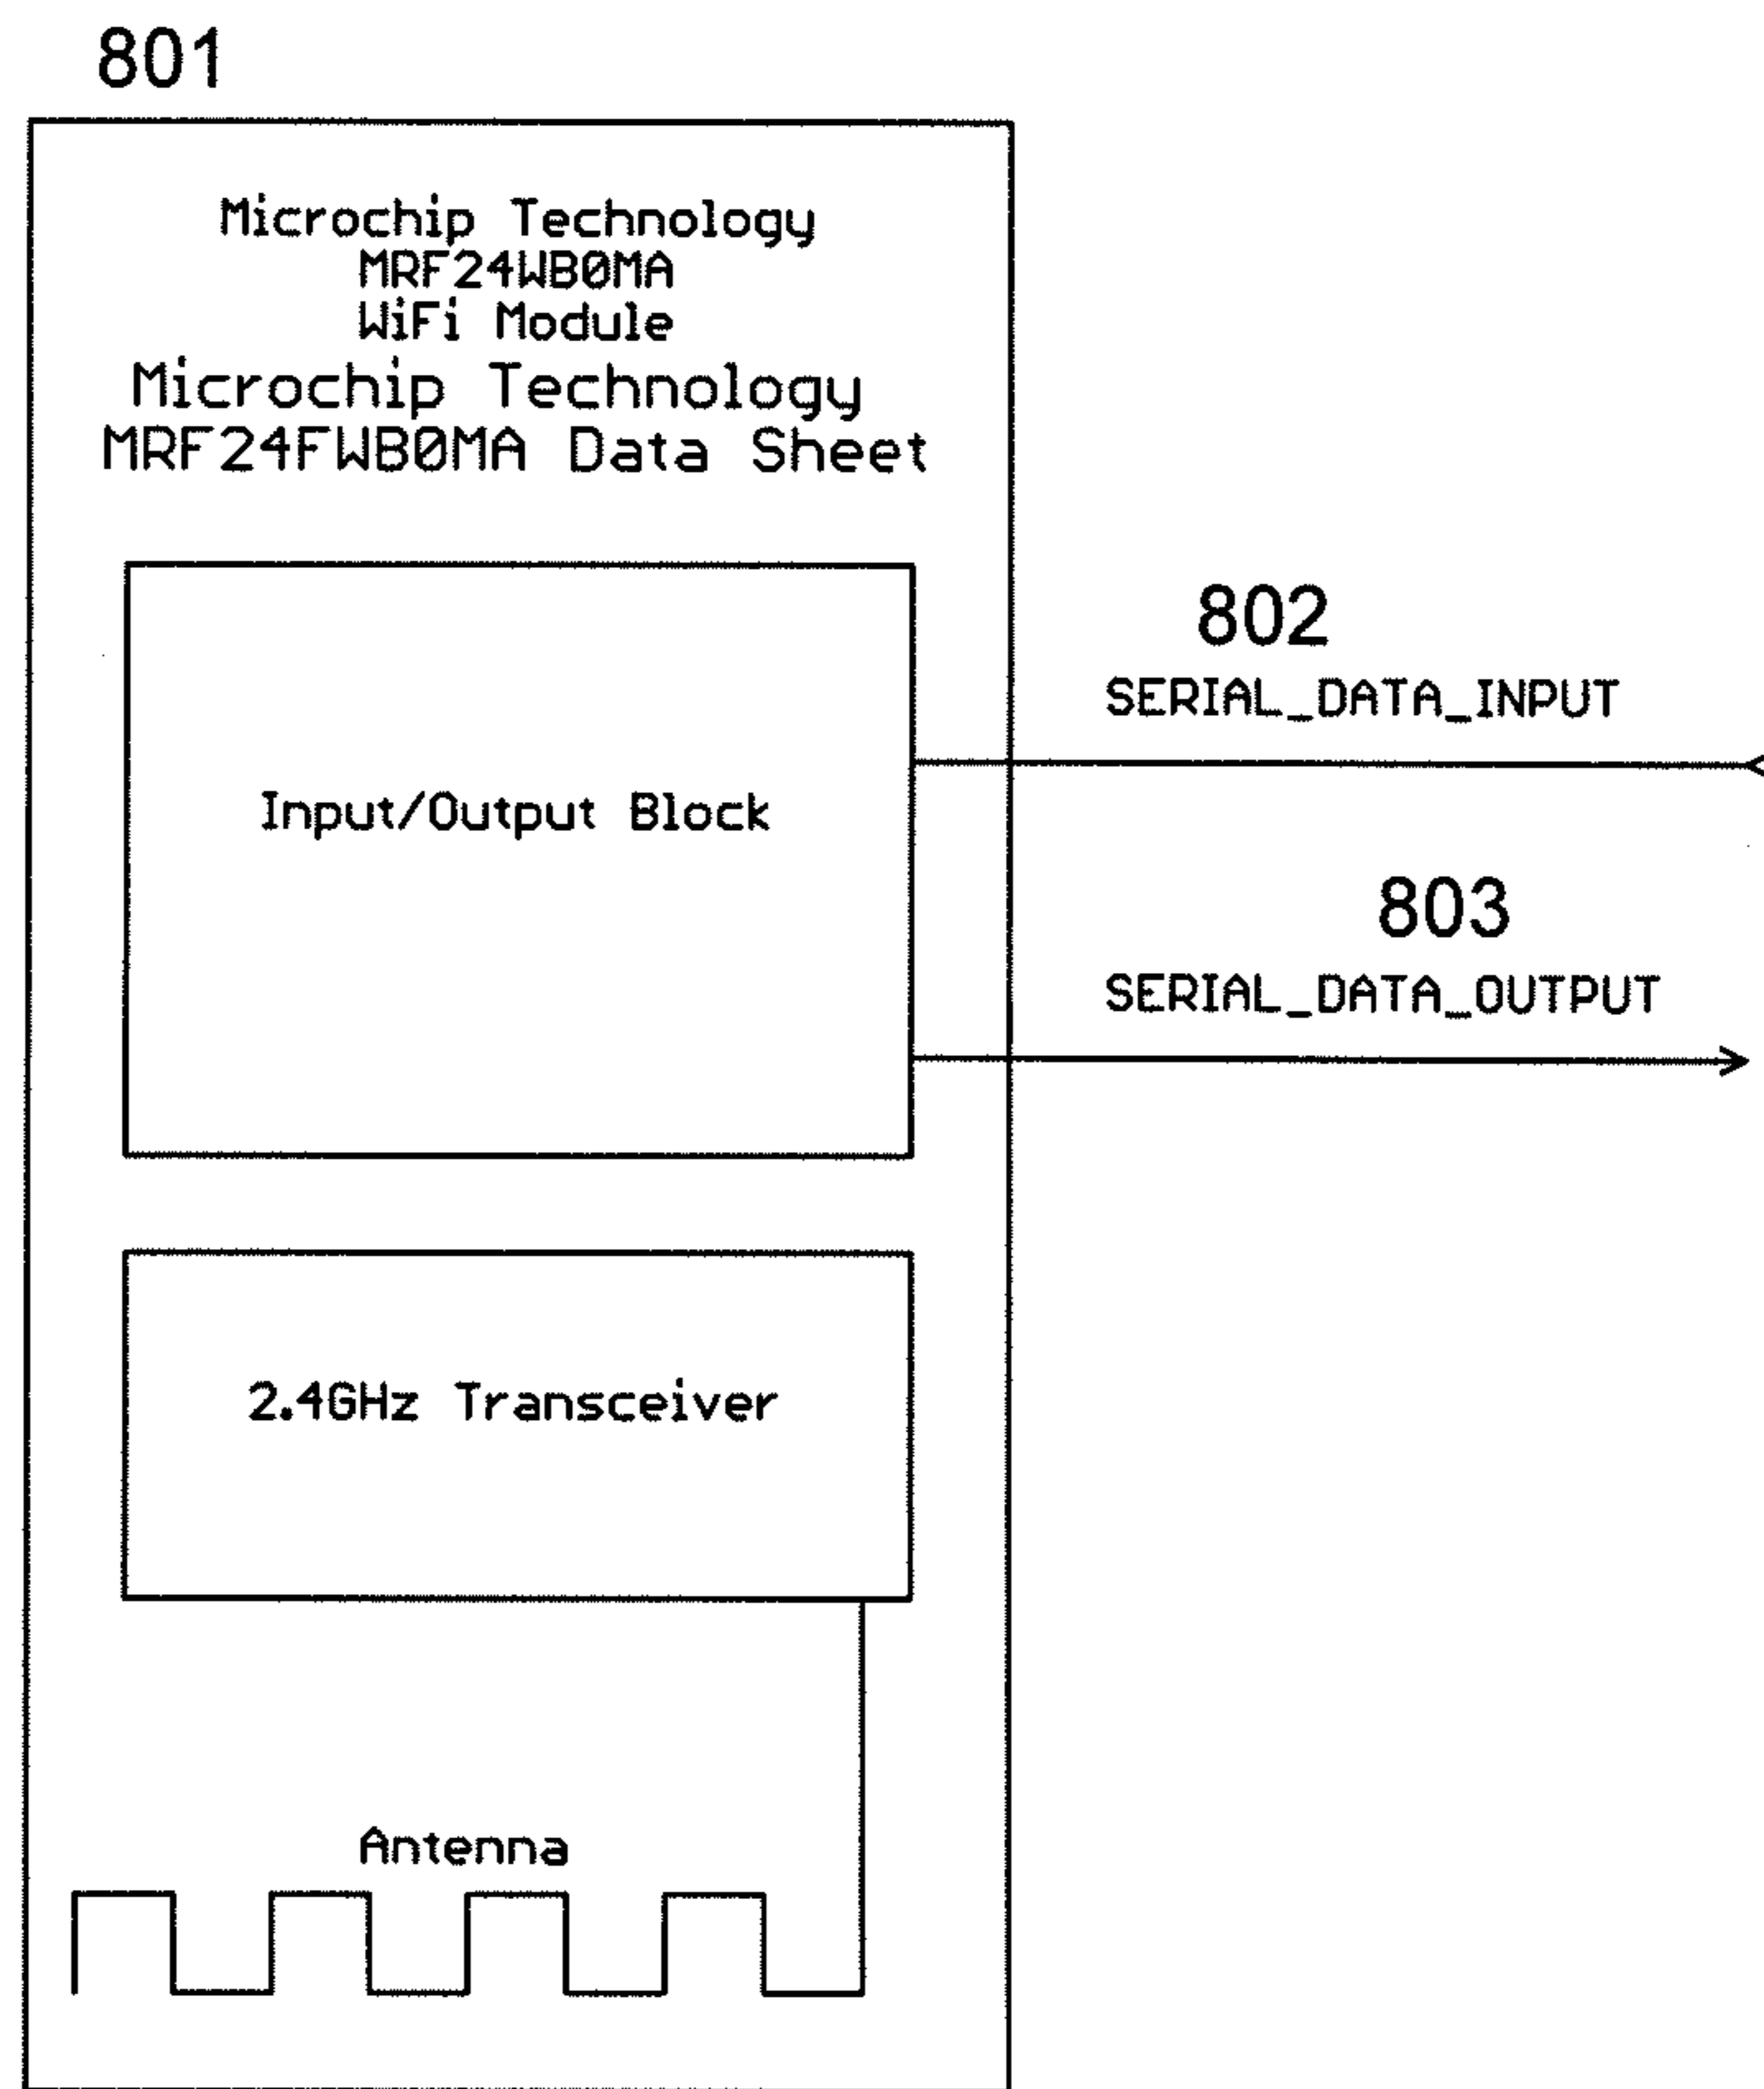 801
Microchip Technology
MRF24WB0MA
WiFi Module
Microchip Technology
MRF24FWB0MA Data Sheet
802
SERIAL_DATA_INPUT
Input/Output Block
803
SERIAL_DATA_OUTPUT
2.4GHz Transceiver
Antenna